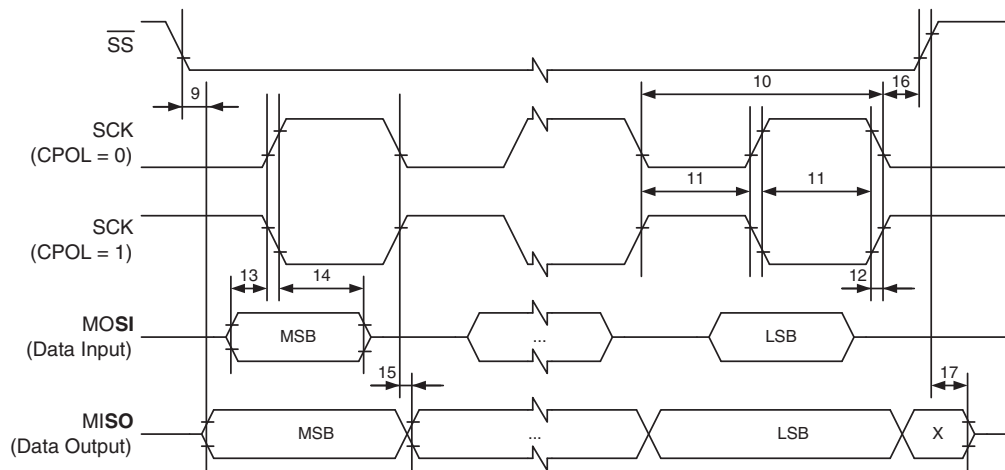 SS
10
16
9
SCK
(CPOL = 0)
11
11
SCK
(CPOL = 1)
12
13
14
MOSI
(Data Input)
MSB
...
LSB
15
17
MISO
(Data Output)
MSB
...
LSB
X